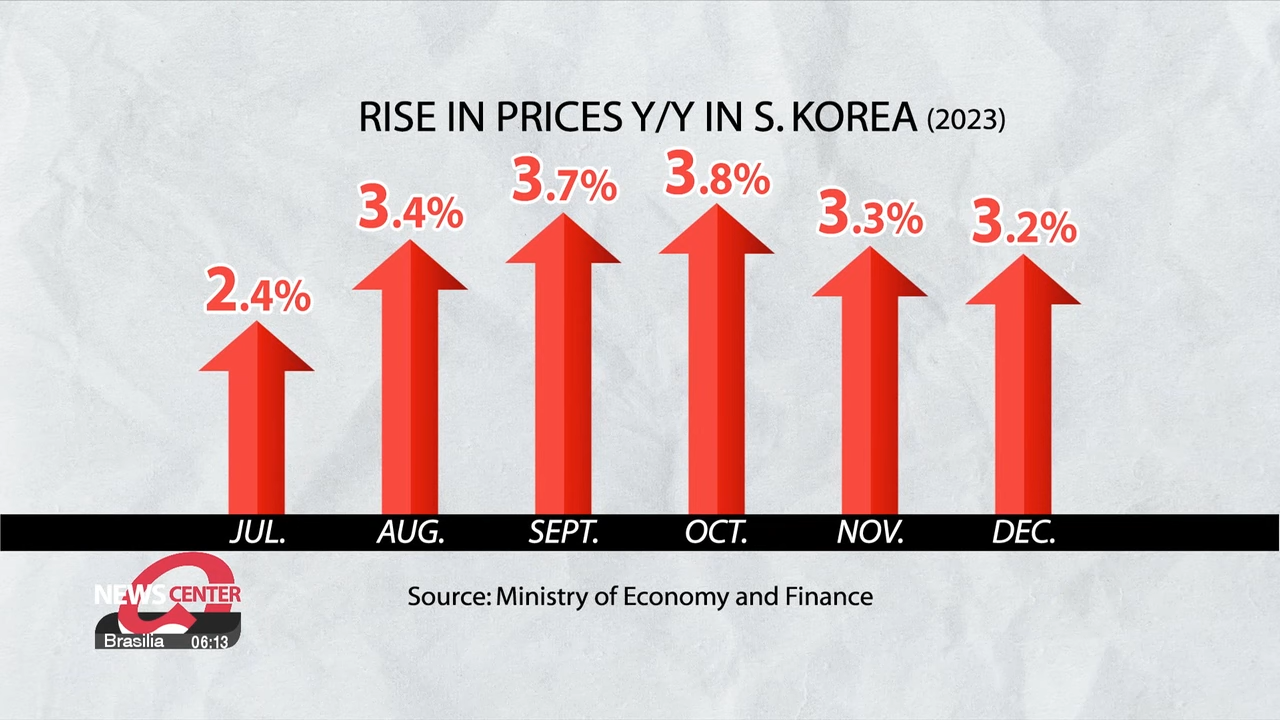 RISE IN PRICES Y/Y IN S. KOREA (2023)
2.4%
3.4%
3.7%
3.8%
3.3%
3.2%
JUL.
AUG.
SEPT.
OCT.
NOV.
DEC.
NEWS CENTER
Brasilia 06:13
Source: Ministry of Economy and Finance